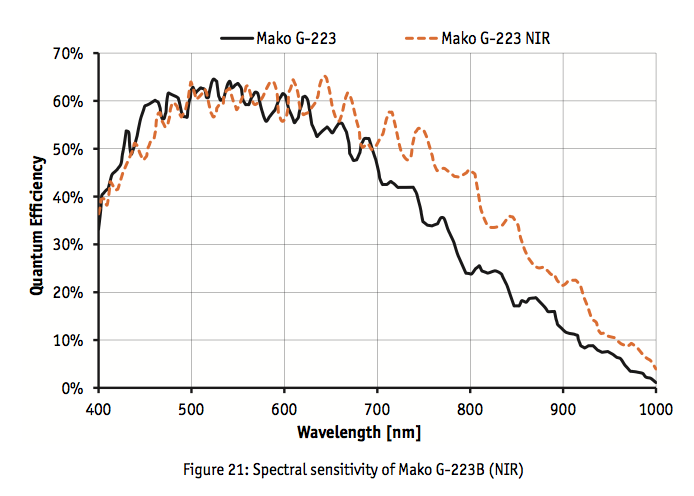 Mako G-223 Mako G-223 NIR
70%
60%
50%
40%
30%
20%
10%
0%
Quantum Efficiency
400 500 600 700 800 900 1000
Wavelength [nm]
Figure 21: Spectral sensitivity of Mako G-223B (NIR)